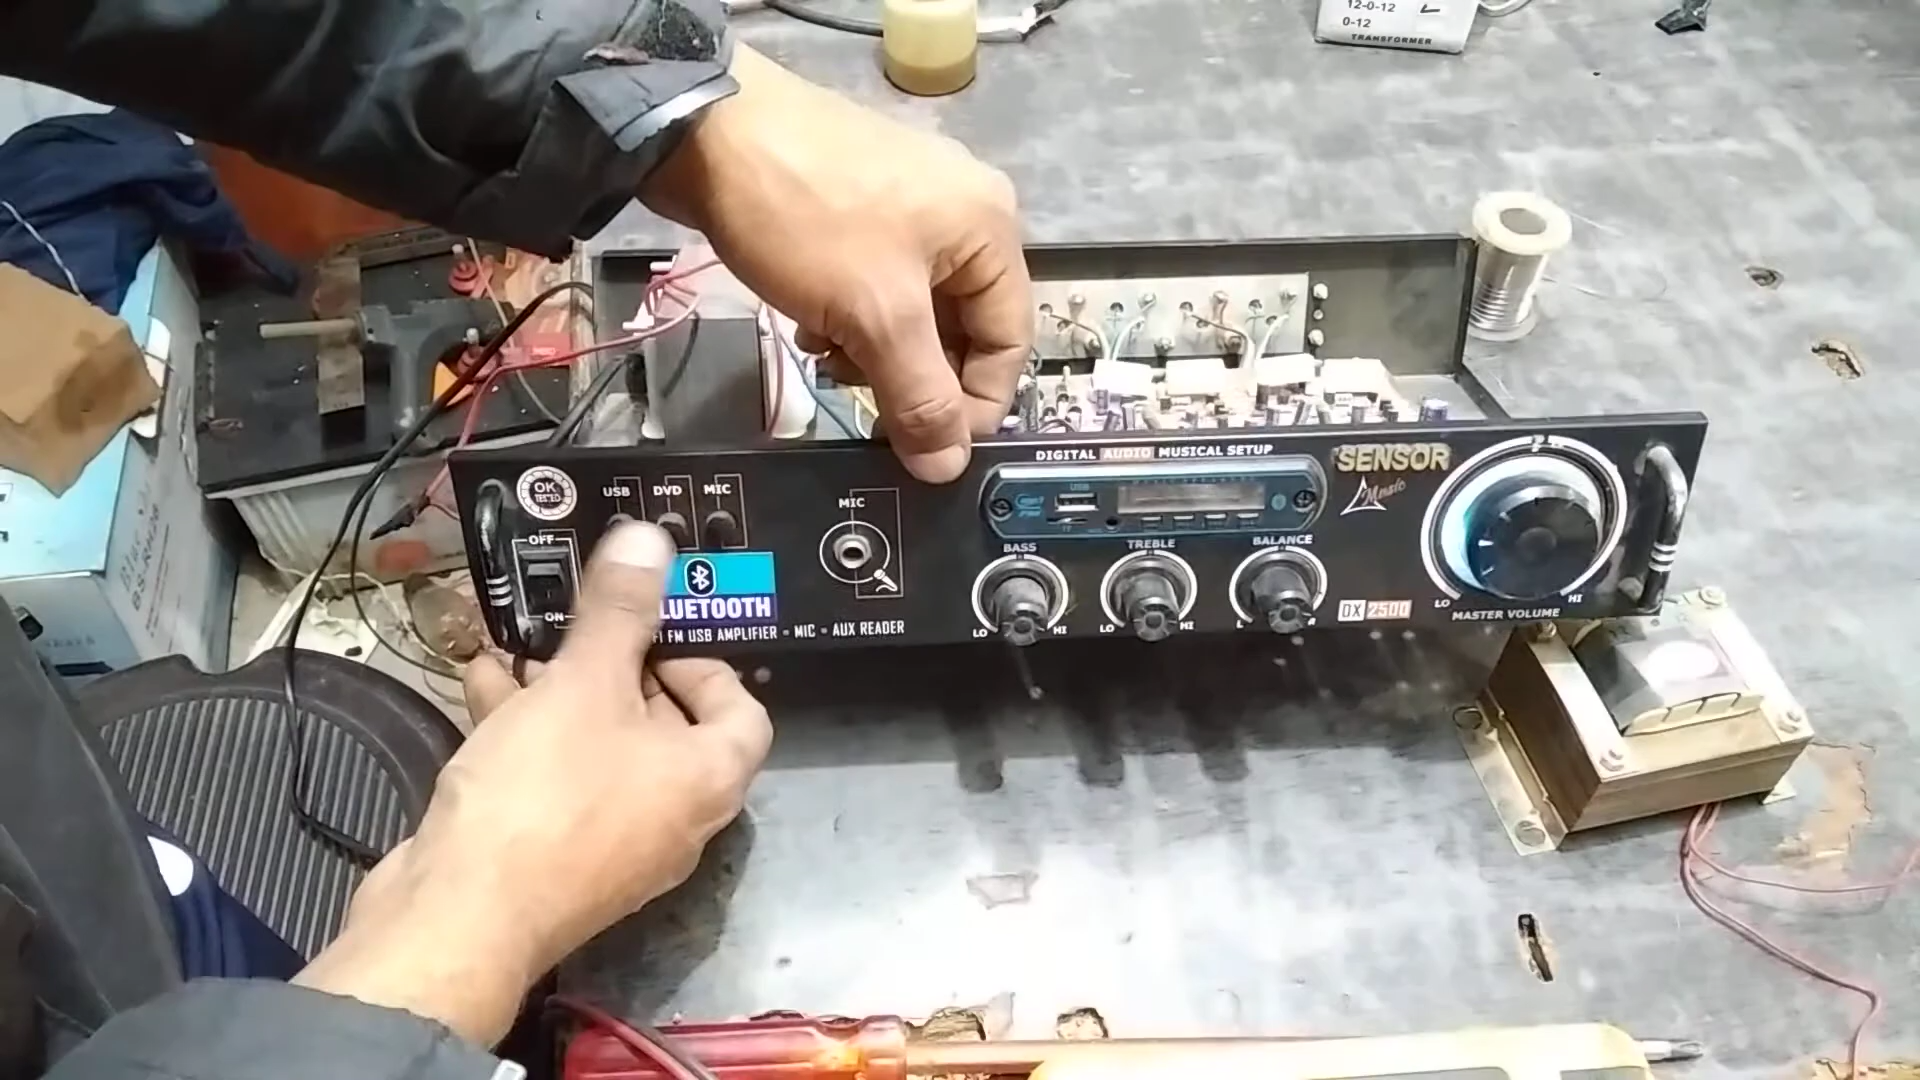 12-0-12
0-12
TRANSFORMER
DIGITAL AUDIO MUSICAL SETUP
SENSOR
Music
OK
TESTED
USB
DVD
MIC
MIC
USB
OFF
ON
BASS
TREBLE
BALANCE
LUETOOTH
LO
HI
LO
HI
L
R
DX 2500
LO
HI
MASTER VOLUME
FI FM USB AMPLIFIER • MIC • AUX READER